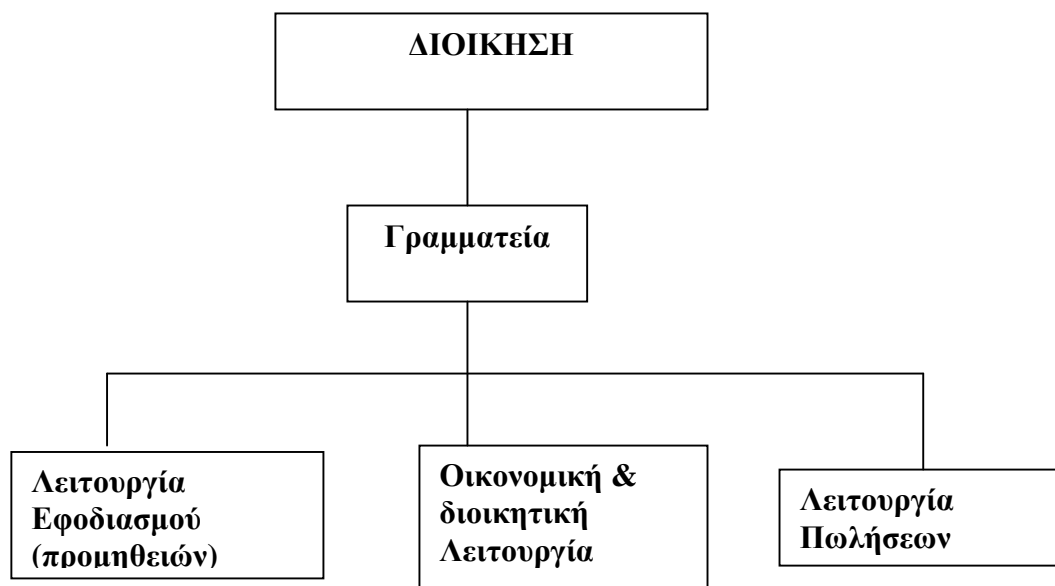 ΔΙΟΙΚΗΣΗ
Γραμματεία
Λειτουργία
Εφοδιασμού
(προμηθειών)
Οικονομική &
διοικητική
Λειτουργία
Λειτουργία
Πωλήσεων